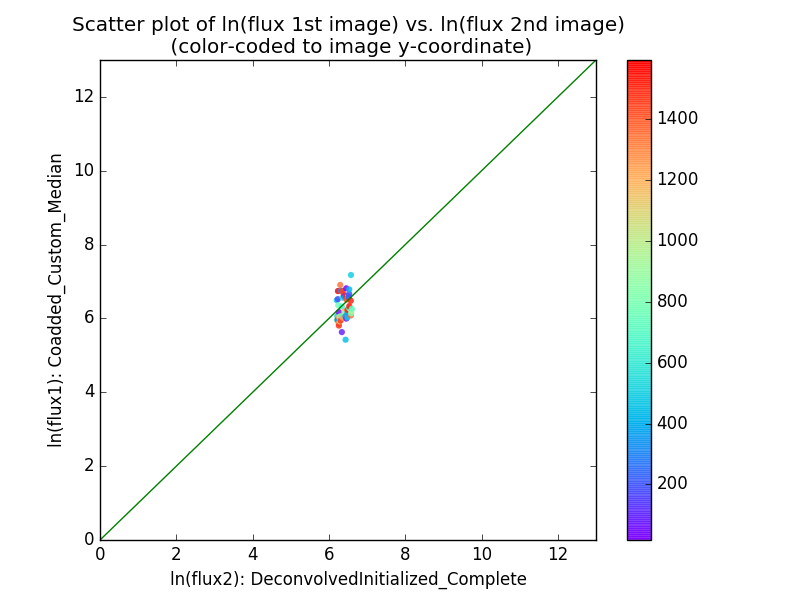 Scatter plot of ln(flux 1st image) vs. ln(flux 2nd image)
(color-coded to image y-coordinate)
ln(flux1): Coadded_Custom_Median
12
10
8
6
4
2
0
0 2 4 6 8 10 12
ln(flux2): DeconvolvedInitialized_Complete
1400
1200
1000
800
600
400
200